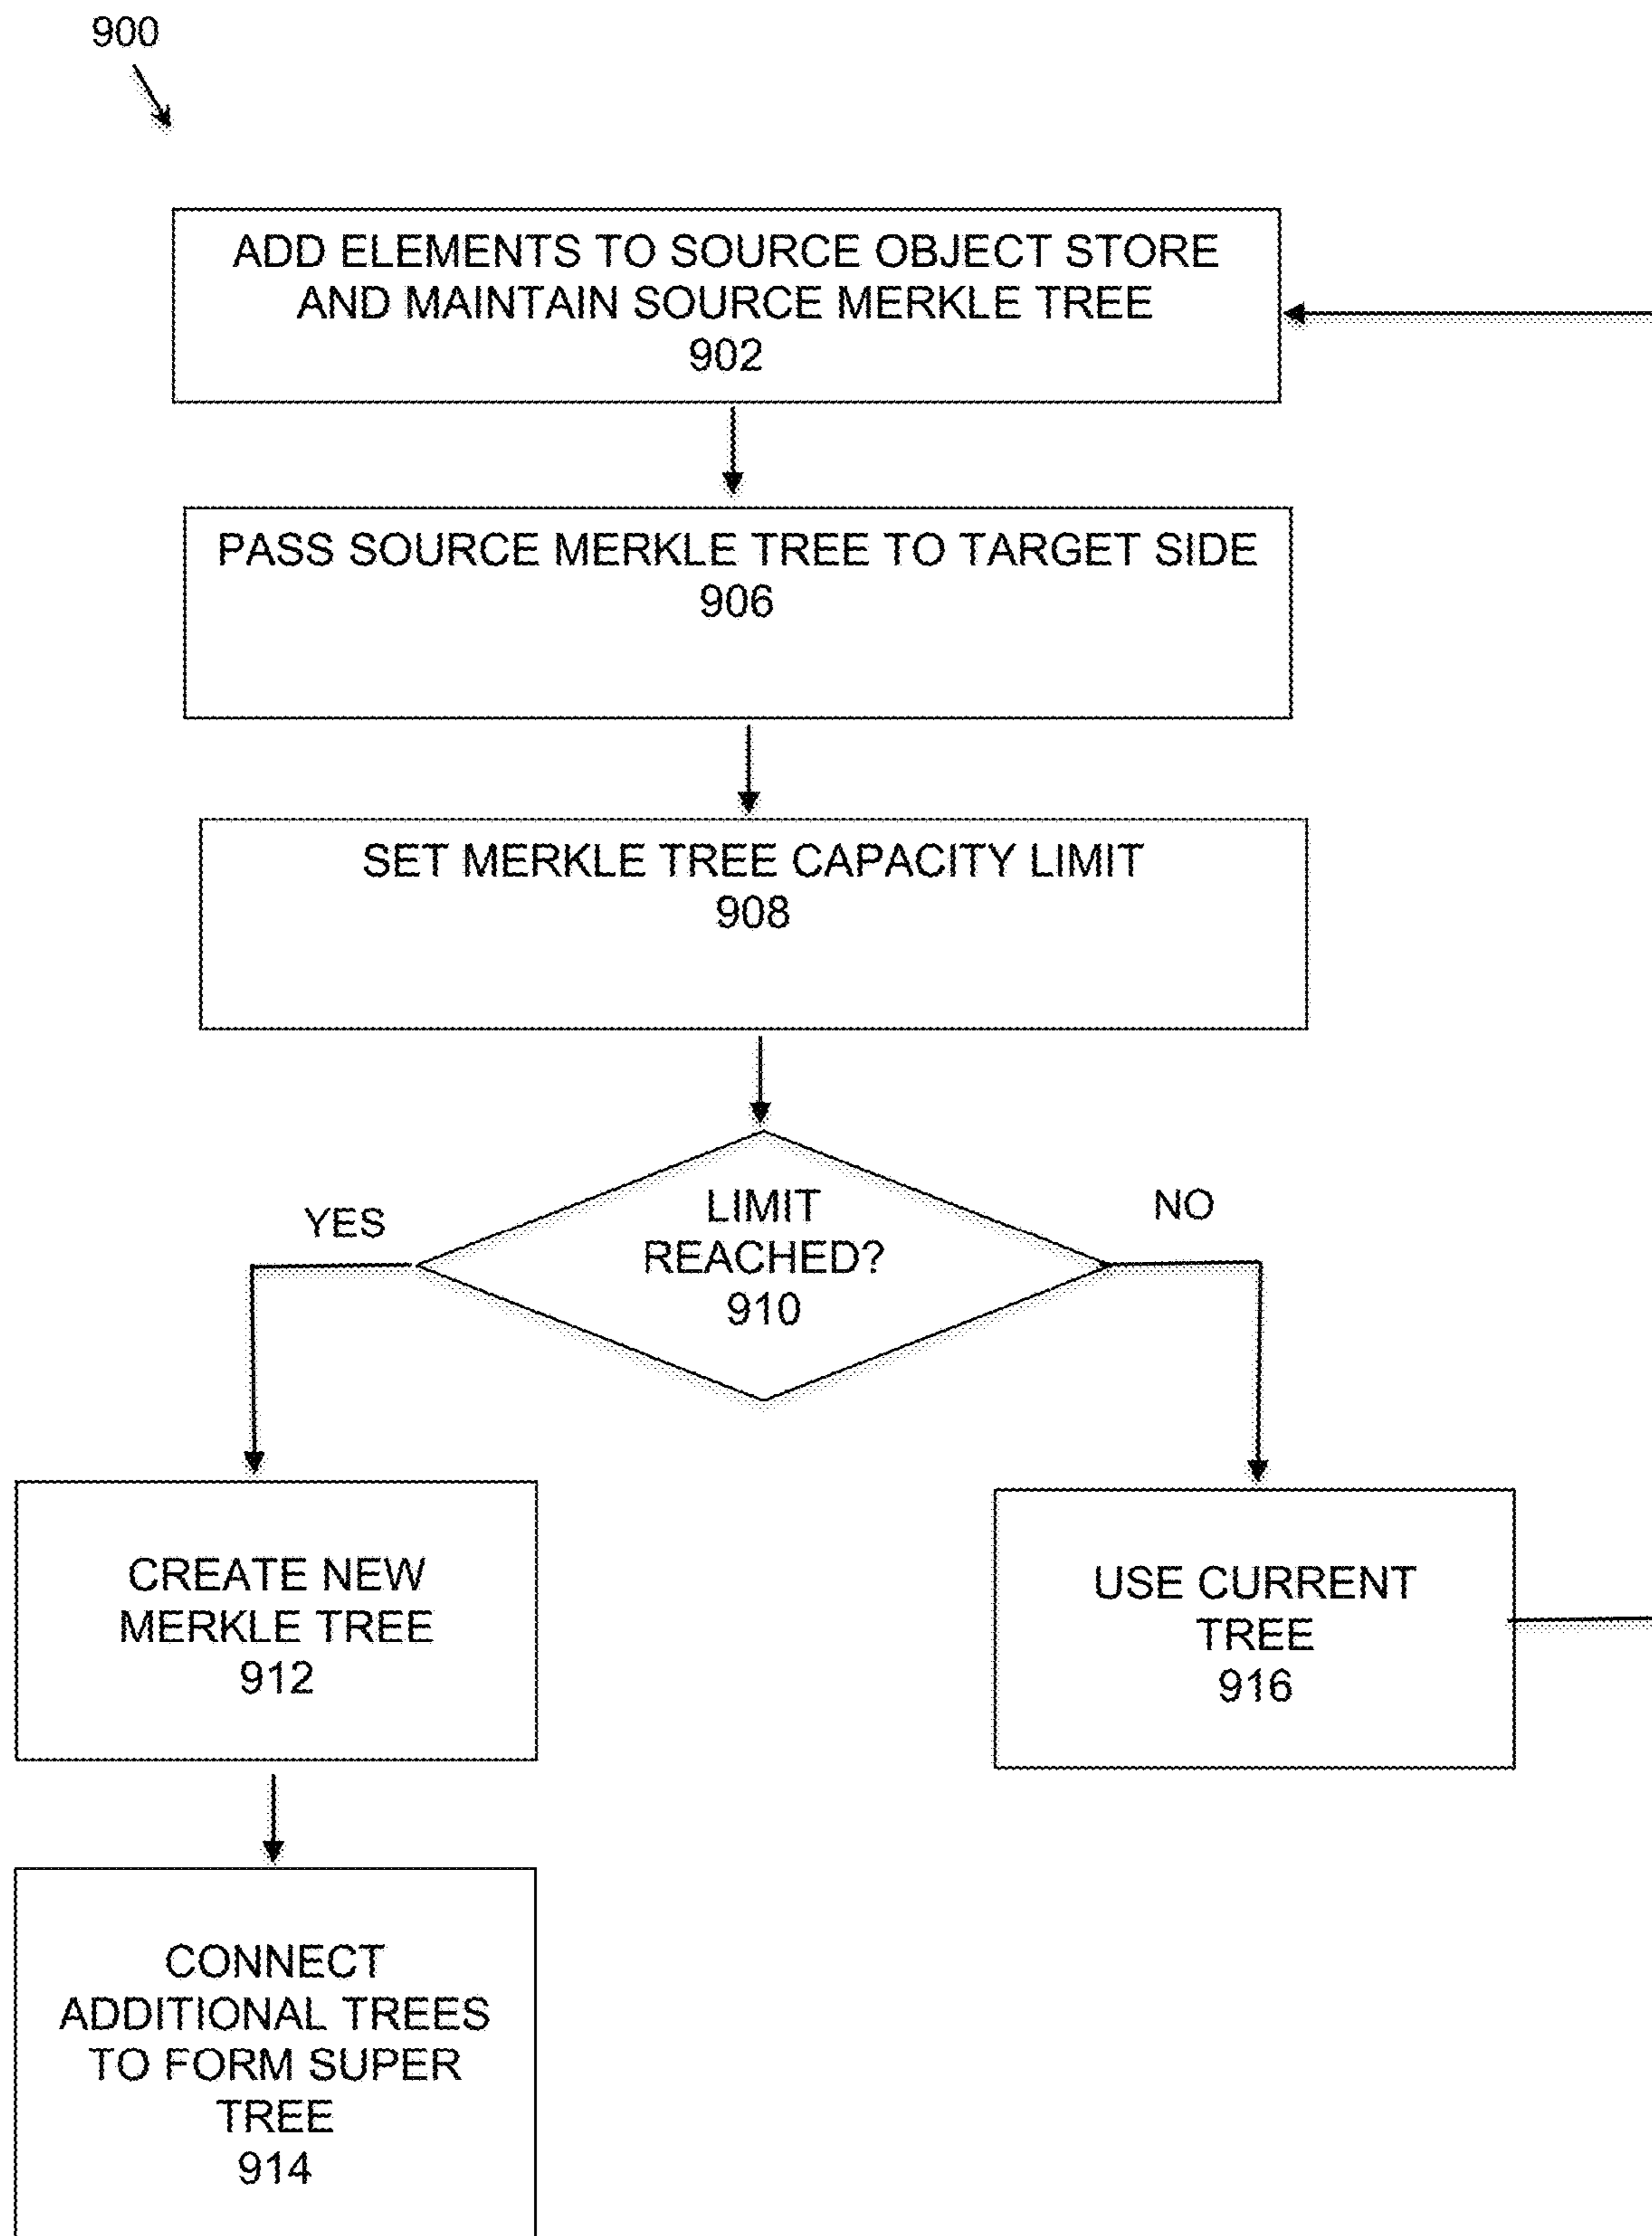 900
ADD ELEMENTS TO SOURCE OBJECT STORE
AND MAINTAIN SOURCE MERKLE TREE
902
PASS SOURCE MERKLE TREE TO TARGET SIDE
906
SET MERKLE TREE CAPACITY LIMIT
908
LIMIT
REACHED?
910
YES
NO
CREATE NEW
MERKLE TREE
912
USE CURRENT
TREE
916
CONNECT
ADDITIONAL TREES
TO FORM SUPER
TREE
914